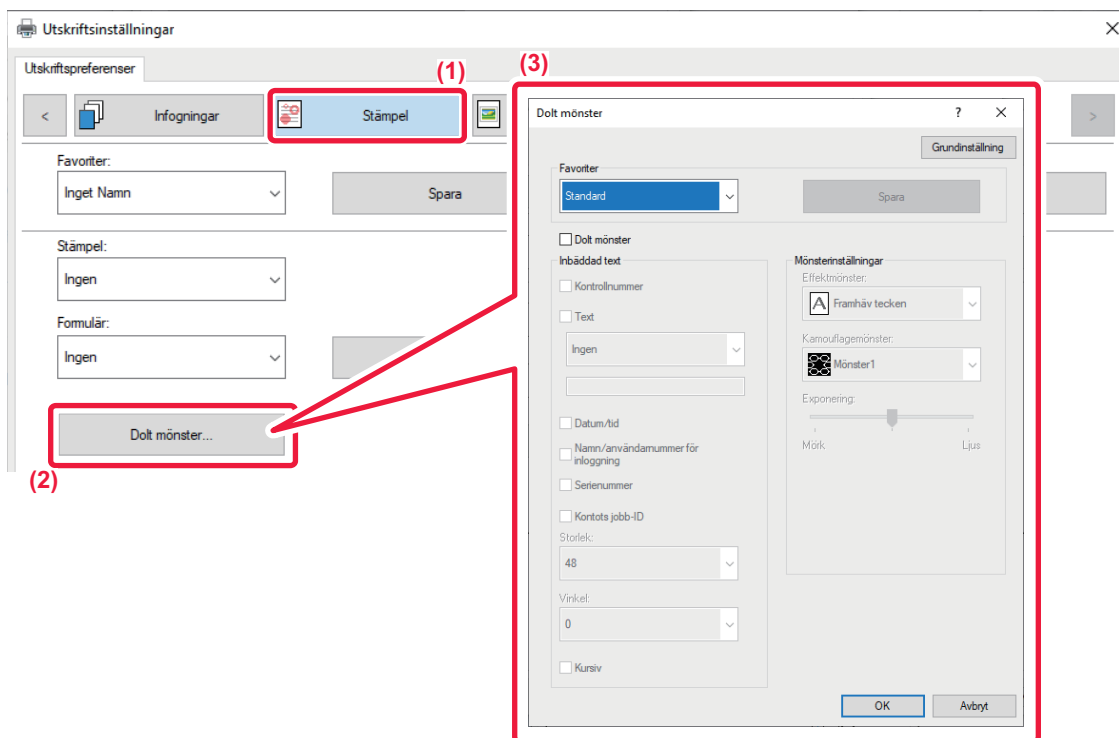 Utskriftsinställningar
Utskriftspreferenser
(1)
(3)
<
Infogningar
Stämpel
>
Favoriter:
Inget Namn
Spara
Stämpel:
Ingen
Formulär:
Ingen
Dolt mönster...
(2)
Dolt mönster
?
Grundinställning
Favoriter
Standard
Spara
Dolt mönster
Inbäddad text
Kontrollnummer
Text
Ingen
Datum/tid
Namn/användarnummer för
inloggning
Serienummer
Kontots jobb-ID
Storlek:
48
Vinkel:
0
Kursiv
Mönsterinställningar
Effektmönster:
A Framhäv tecken
Kamouflagemönster:
Mönster1
Exponering:
Mörk Ljus
OK Avbryt